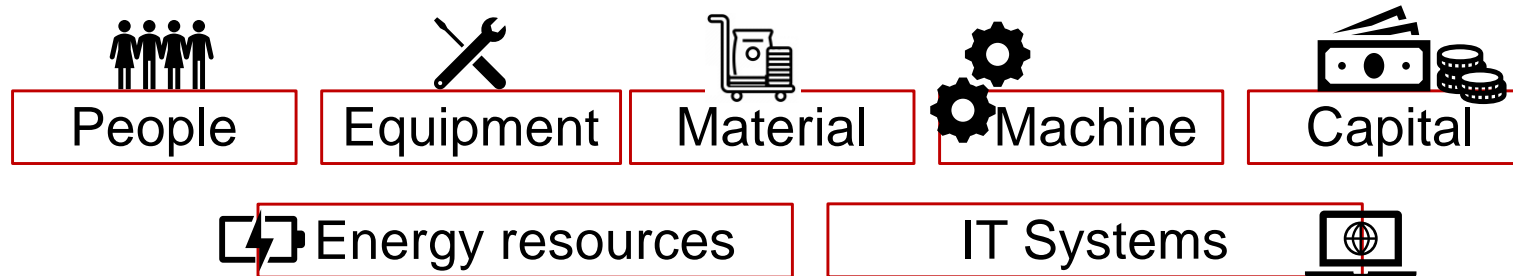 People Equipment Material Machine Capital
Energy resources IT Systems